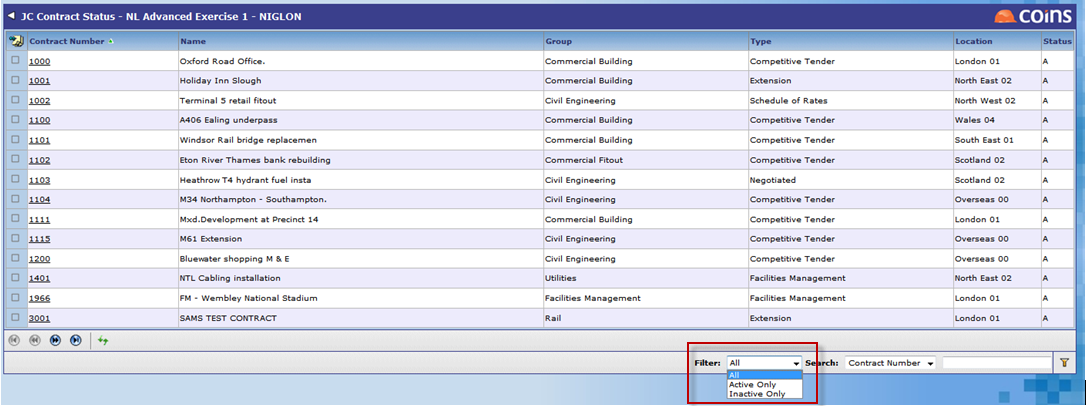 JC Contract Status - NL Advanced Exercise 1 - NIGLON coins
Contract Number Name Group Type Location Status
1000 Oxford Road Office. Commercial Building Competitive Tender London 01 A
1001 Holiday Inn Slough Commercial Building Extension North East 02 A
1002 Terminal 5 retail fitout Civil Engineering Schedule of Rates North West 02 A
1100 A406 Ealing underpass Civil Engineering Competitive Tender Wales 04 A
1101 Windsor Rail bridge replacemen Commercial Building Competitive Tender South East 01 A
1102 Eton River Thames bank rebuilding Commercial Fitout Competitive Tender Scotland 02 A
1103 Heathrow T4 hydrant fuel insta Civil Engineering Negotiated Scotland 02 A
1104 M34 Northampton - Southampton. Civil Engineering Competitive Tender Overseas 00 A
1111 Mxd.Development at Precinct 14 Commercial Building Competitive Tender London 01 A
1115 M61 Extension Civil Engineering Competitive Tender Overseas 00 A
1200 Bluewater shopping M & E Civil Engineering Competitive Tender Overseas 00 A
1401 NTL Cabling installation Utilities Facilities Management North East 02 A
1966 FM - Wembley National Stadium Facilities Management Facilities Management London 01 A
3001 SAMS TEST CONTRACT Rail Extension London 01 A
Filter: All Search: Contract Number
All
Active Only
Inactive Only